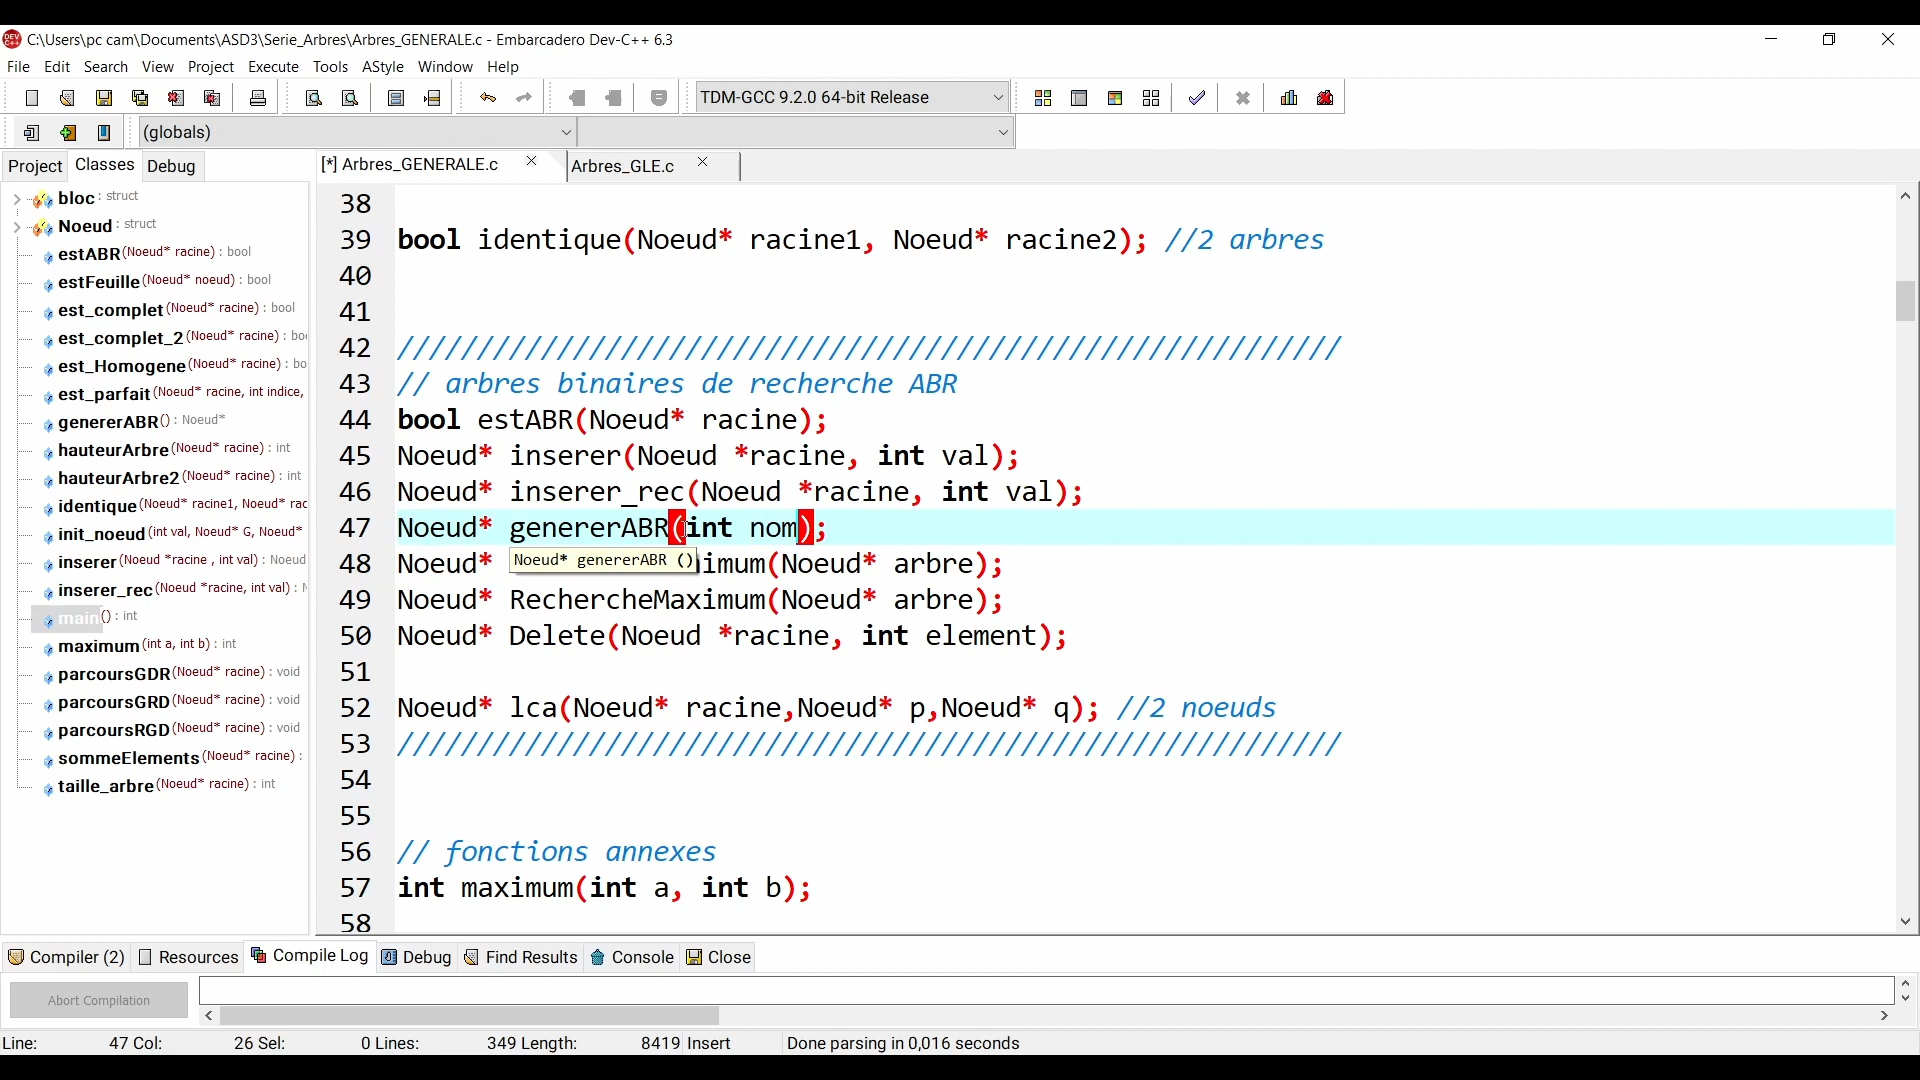 C:\Users\pc cam\Documents\ASD3\Serie_Arbres\Arbres_GENERALE.c - Embarcadero Dev-C++ 6.3
File Edit Search View Project Execute Tools AStyle Window Help
TDM-GCC 9.2.0 64-bit Release
(globals)
Project Classes Debug
[*] Arbres_GENERALE.c Arbres_GLE.c
bloc : struct
Noeud : struct
estABR (Noeud* racine) : bool
estFeuille (Noeud* noeud) : bool
est_complet (Noeud* racine) : bool
est_complet_2 (Noeud* racine) : bo
est_Homogene (Noeud* racine) : bo
est_parfait (Noeud* racine, int indice,
genererABR () : Noeud*
hauteurArbre (Noeud* racine) : int
hauteurArbre2 (Noeud* racine) : int
identique (Noeud* racine1, Noeud* rac
init_noeud (int val, Noeud* G, Noeud*
inserer (Noeud *racine , int val) : Noeud
inserer_rec (Noeud *racine, int val) : N
main () : int
maximum (int a, int b) : int
parcoursGDR (Noeud* racine) : void
parcoursGRD (Noeud* racine) : void
parcoursRGD (Noeud* racine) : void
sommeElements (Noeud* racine) :
taille_arbre (Noeud* racine) : int
38
39 bool identique(Noeud* racine1, Noeud* racine2); //2 arbres
40
41
42 ///////////////////////////////////////////////////////////
43 // arbres binaires de recherche ABR
44 bool estABR(Noeud* racine);
45 Noeud* inserer(Noeud *racine, int val);
46 Noeud* inserer_rec(Noeud *racine, int val);
47 Noeud* genererABR(int nom);
48 Noeud* imum(Noeud* arbre);
Noeud* genererABR ()
49 Noeud* RechercheMaximum(Noeud* arbre);
50 Noeud* Delete(Noeud *racine, int element);
51
52 Noeud* lca(Noeud* racine,Noeud* p,Noeud* q); //2 noeuds
53 ///////////////////////////////////////////////////////////
54
55
56 // fonctions annexes
57 int maximum(int a, int b);
58
Compiler (2) Resources Compile Log Debug Find Results Console Close
Abort Compilation
Line: 47 Col: 26 Sel: 0 Lines: 349 Length: 8419 Insert Done parsing in 0,016 seconds